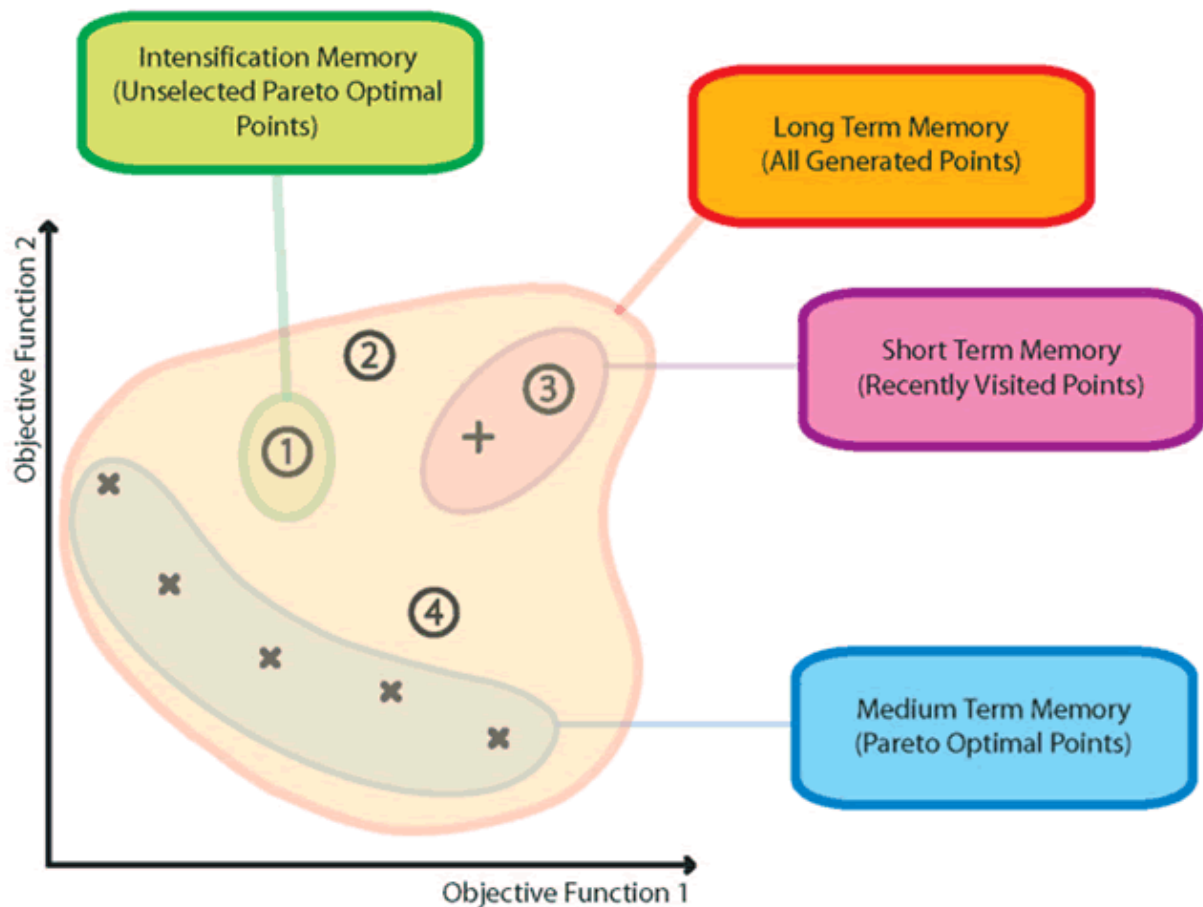 Intensification Memory
(Unselected Pareto Optimal
Points)
Long Term Memory
(All Generated Points)
Objective Function 2
2
Short Term Memory
(Recently Visited Points)
3
1
4
Medium Term Memory
(Pareto Optimal Points)
Objective Function 1